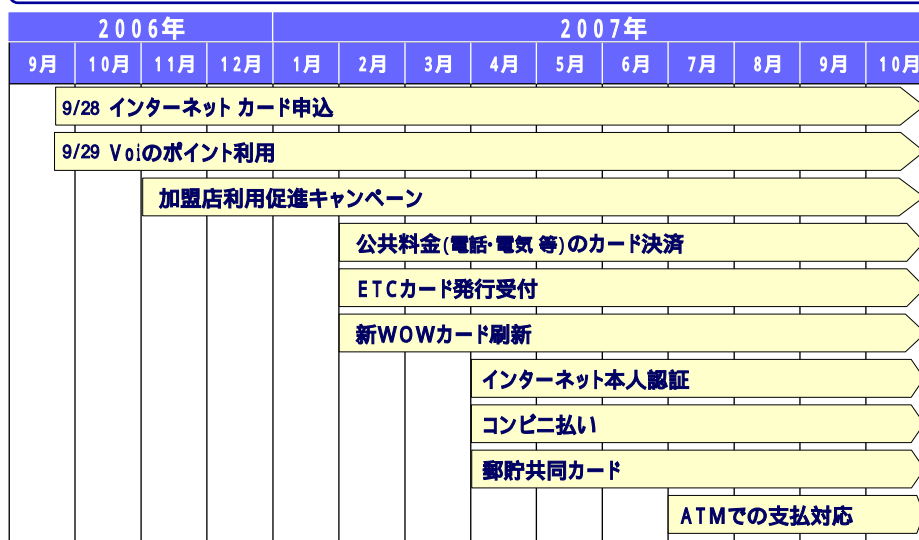 2006年 2007年
9月 10月 11月 12月 1月 2月 3月 4月 5月 6月 7月 8月 9月 10月
9/28 インターネット カード申込
9/29 Voiのポイント利用
加盟店利用促進キャンペーン
公共料金(電話・電気 等)のカード決済
ETCカード発行受付
新WOWカード刷新
インターネット本人認証
コンビニ払い
郵貯共同カード
ATMでの支払対応